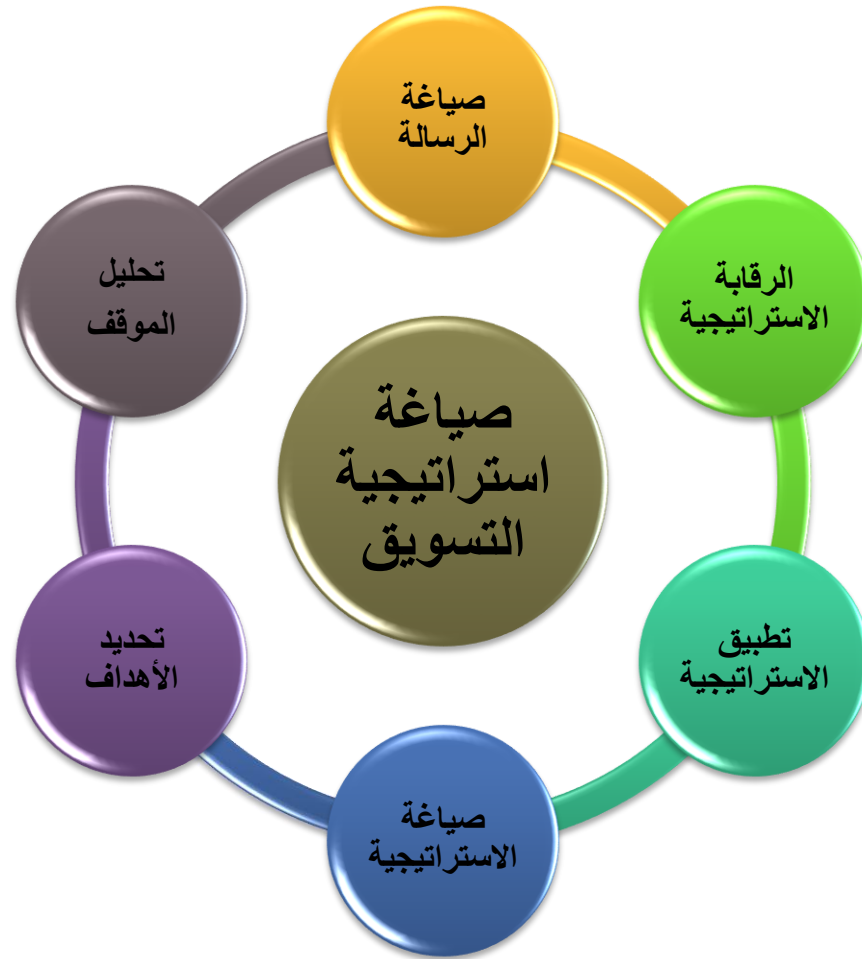 صياغة
الرسالة
تحليل
الموقف
الرقابة
الاستراتيجية
صياغة
استراتيجية
التسويق
تحديد
الأهداف
تطبيق
الاستراتيجية
صياغة
الاستراتيجية